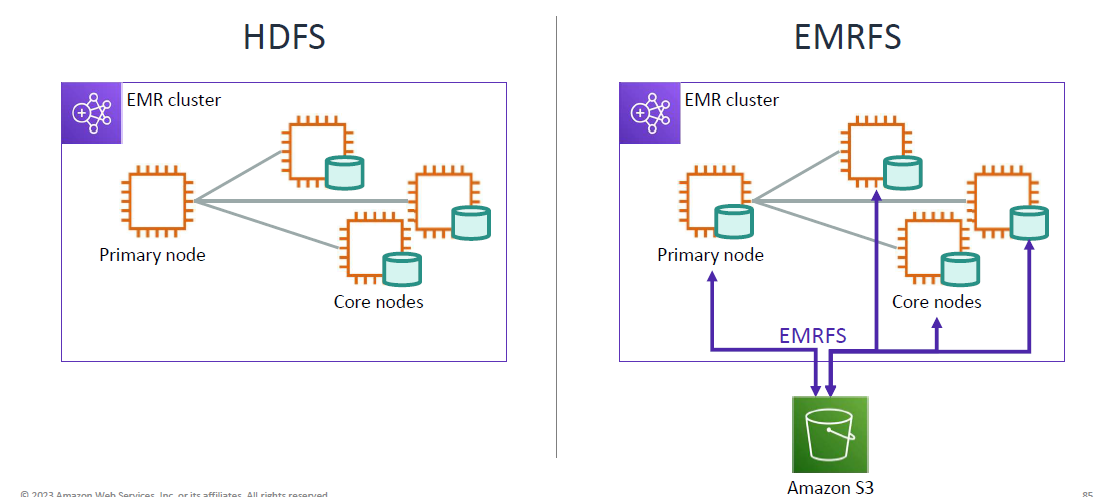 HDFS
EMR cluster
Primary node
Core nodes
EMRFS
EMR cluster
Primary node
Core nodes
EMRFS
Amazon S3
© 2023 Amazon Web Services, Inc. or its affiliates. All rights reserved.
85